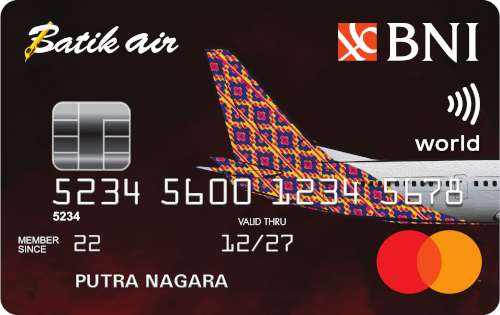 Batik air
BNI
world
5234 5600 1234 5678
5234
VALID THRU
MEMBER SINCE 22 12/27
PUTRA NAGARA